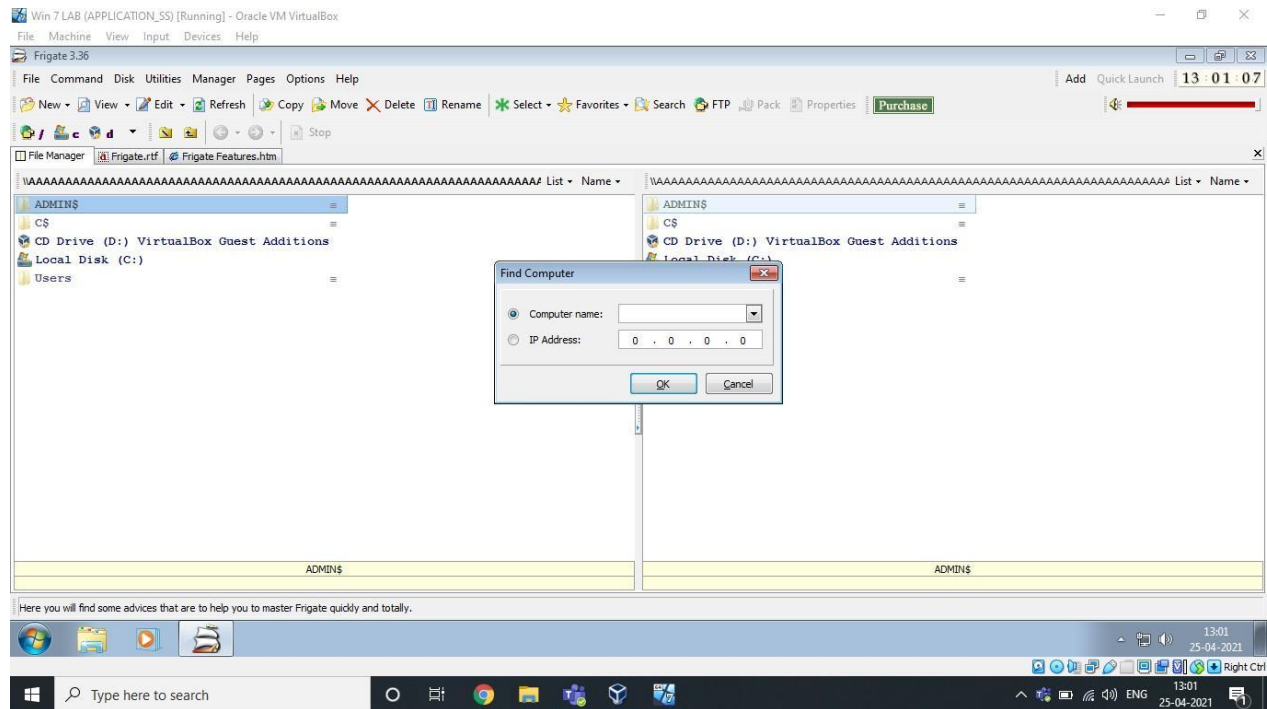 Win 7 LAB (APPLICATION_SS) [Running] - Oracle VM VirtualBox
File Machine View Input Devices Help
Frigate 3.36
File Command Disk Utilities Manager Pages Options Help Add Quick Launch 13:01:07
New View Edit Refresh Copy Move Delete Rename Select Favorites Search FTP Pack Properties Purchase
/ c d Stop
File Manager Frigate.rtf Frigate Features.htm
List Name List Name
ADMIN$ ADMIN$
C$ C$
CD Drive (D:) VirtualBox Guest Additions CD Drive (D:) VirtualBox Guest Additions
Local Disk (C:) Local Disk (C:)
Users
Find Computer
Computer name:
IP Address: 0 . 0 . 0 . 0
OK Cancel
ADMIN$ ADMIN$
Here you will find some advices that are to help you to master Frigate quickly and totally.
13:01
25-04-2021
Right Ctrl
Type here to search ENG 13:01
25-04-2021